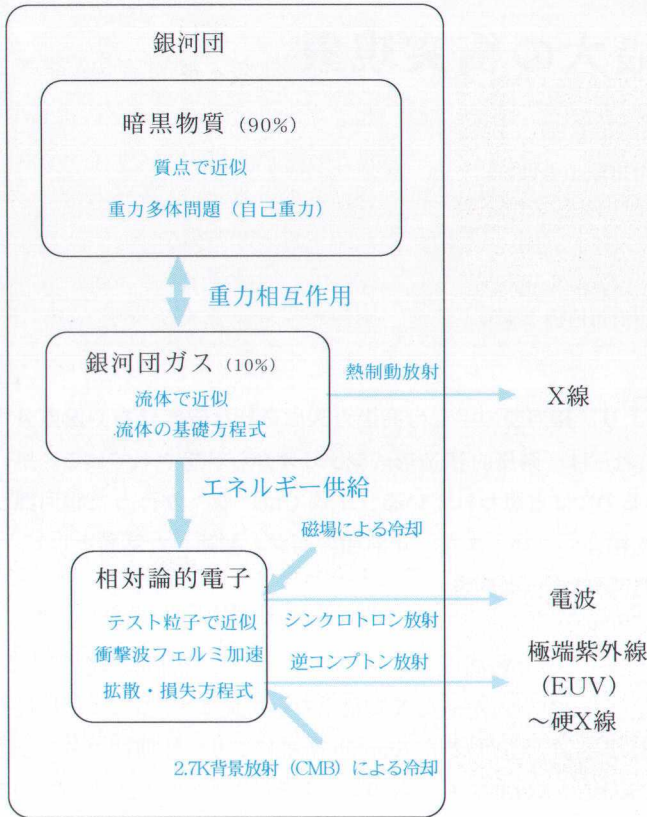 銀河団
暗黒物質 (90%)
質点で近似
重力多体問題（自己重力）
重力相互作用
銀河団ガス (10%)
流体で近似
流体の基礎方程式
熱制動放射
X線
エネルギー供給
磁場による冷却
相対論的電子
テスト粒子で近似
衝撃波フェルミ加速
拡散・損失方程式
シンクロトロン放射
電波
逆コンプトン放射
極端紫外線
(EUV)
～硬X線
2.7K背景放射（CMB）による冷却